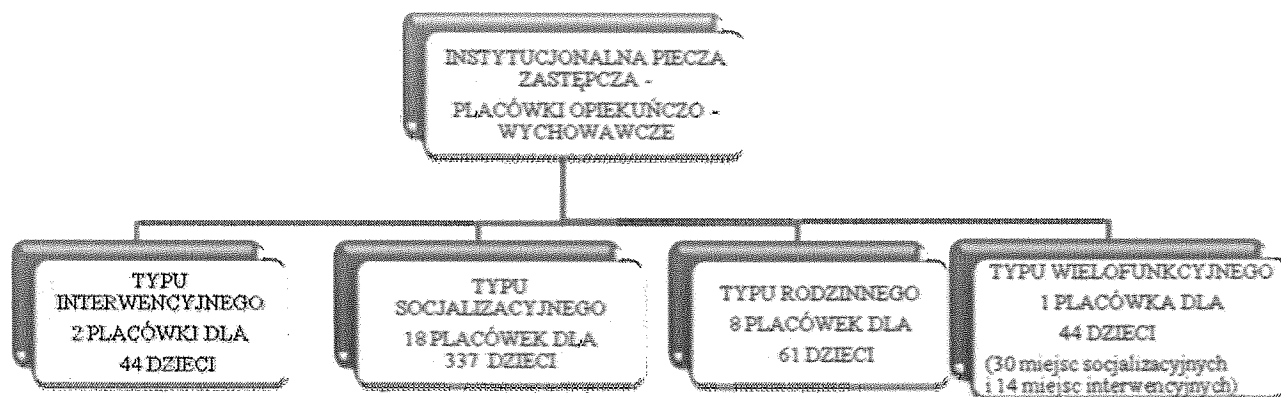 INSTYTUCJONALNA PIECZA
ZASTĘPCZA -
PLACÓWKI OPIEKUŃCZO -
WYCHOWAWCZE
TYPU
INTERWENCYJNEGO
2 PLACÓWKI DLA
44 DZIECI
TYPU
SOCJALIZACYJNEGO
18 PLACÓWEK DLA
337 DZIECI
TYPU RODZINNEGO
8 PLACÓWEK DLA
61 DZIECI
TYPU WIELOFUNKCYJNEGO
1 PLACÓWKA DLA
44 DZIECI
(30 miejsc socjalizacyjnych
i 14 miejsc interwencyjnych)